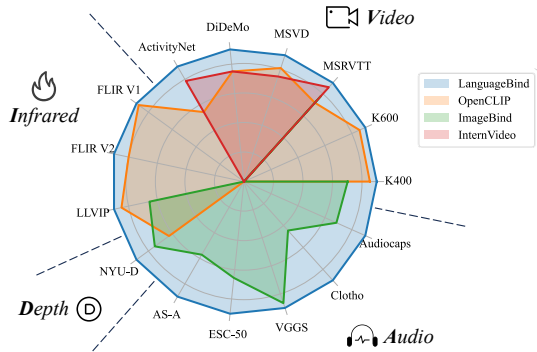 Video
DiDeMo
MSVD
ActivityNet
MSRVTT
Infrared
FLIR V1
K600
LanguageBind
OpenCLIP
ImageBind
InternVideo
FLIR V2
K400
LLVIP
Audiocaps
NYU-D
Clotho
Depth D
AS-A
ESC-50
VGGS
Audio